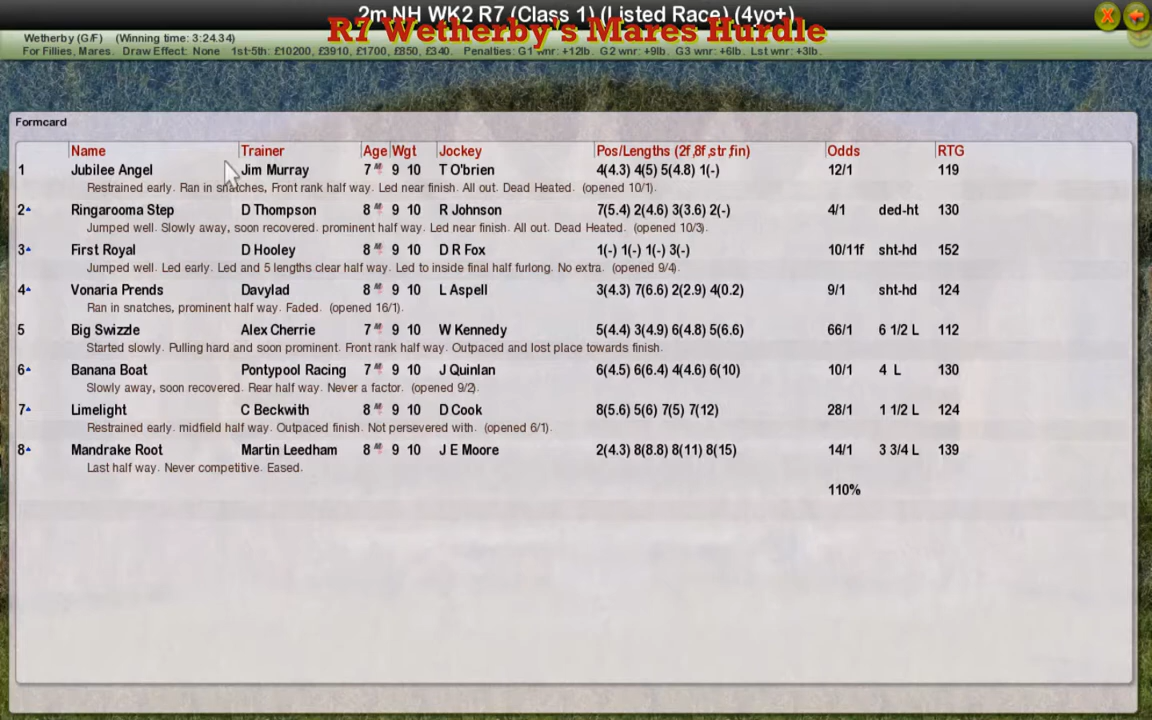 2m NH WK2 R7 (Class 1) (Listed Race) (4yo+)
R7 Wetherby's Mares Hurdle
Wetherby (G/F) (Winning time: 3:24.34)
For Fillies, Mares. Draw Effect: None 1st-5th: £10200, £3910, £1700, £850, £340. Penalties: G1 wnr: +12lb. G2 wnr: +9lb. G3 wnr: +6lb. Lst wnr: +3lb.
Formcard
Name Trainer Age Wgt Jockey Pos/Lengths (2f,8f,str,fin) Odds RTG
1 Jubilee Angel Jim Murray 7 9 10 T O'brien 4(4.3) 4(5) 5(4.8) 1(-) 12/1 119
Restrained early. Ran in snatches, Front rank half way. Led near finish. All out. Dead Heated. (opened 10/1).
2 Ringarooma Step D Thompson 8 9 10 R Johnson 7(5.4) 2(4.6) 3(3.6) 2(-) 4/1 ded-ht 130
Jumped well. Slowly away, soon recovered. prominent half way. Led near finish. All out. Dead Heated. (opened 10/3).
3 First Royal D Hooley 8 9 10 D R Fox 1(-) 1(-) 1(-) 3(-) 10/11f sht-hd 152
Jumped well. Led early. Led and 5 lengths clear half way. Led to inside final half furlong. No extra. (opened 9/4).
4 Vonaria Prends Davylad 8 9 10 L Aspell 3(4.3) 7(6.6) 2(2.9) 4(0.2) 9/1 sht-hd 124
Ran in snatches, prominent half way. Faded. (opened 16/1).
5 Big Swizzle Alex Cherrie 7 9 10 W Kennedy 5(4.4) 3(4.9) 6(4.8) 5(6.6) 66/1 6 1/2 L 112
Started slowly. Pulling hard and soon prominent. Front rank half way. Outpaced and lost place towards finish.
6 Banana Boat Pontypool Racing 7 9 10 J Quinlan 6(4.5) 6(6.4) 4(4.6) 6(10) 10/1 4 L 130
Slowly away, soon recovered. Rear half way. Never a factor. (opened 9/2).
7 Limelight C Beckwith 8 9 10 D Cook 8(5.6) 5(6) 7(5) 7(12) 28/1 1 1/2 L 124
Restrained early. midfield half way. Outpaced finish. Not persevered with. (opened 6/1).
8 Mandrake Root Martin Leedham 8 9 10 J E Moore 2(4.3) 8(8.8) 8(11) 8(15) 14/1 3 3/4 L 139
Last half way. Never competitive. Eased.
110%